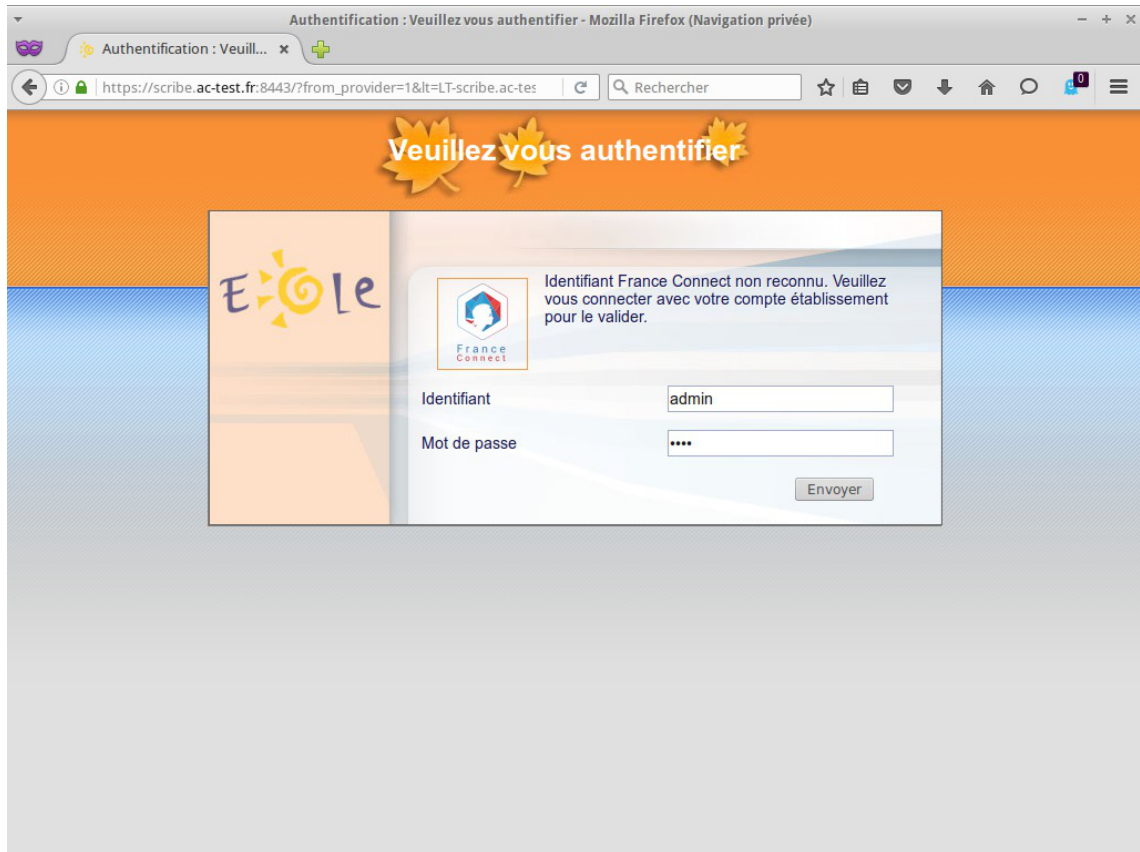 Authentification : Veuillez vous authentifier - Mozilla Firefox (Navigation privée)
Authentification : Veuill...
https://scribe.ac-test.fr:8443/?from_provider=1&lt=LT-scribe.ac-tes
Rechercher
0
Veuillez vous authentifier
EOle
Identifiant France Connect non reconnu. Veuillez
vous connecter avec votre compte établissement
pour le valider.
France
Connect
Identifiant
admin
Mot de passe
••••
Envoyer